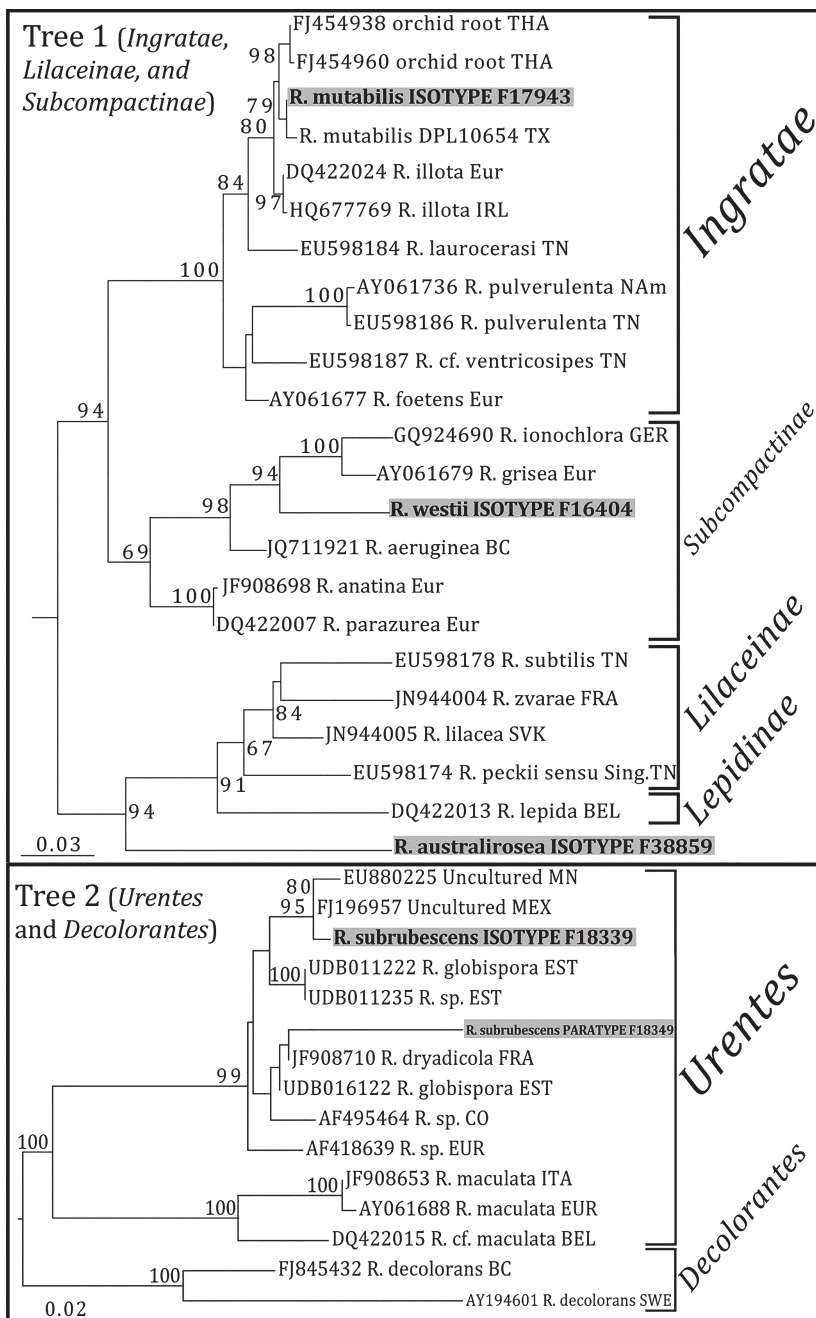 Tree 1 (Ingratae,
Lilaceinae, and
Subcompactinae)
FJ454938 orchid root THA
98
FJ454960 orchid root THA
R. mutabilis ISOTYPE F17943
79
80
R. mutabilis DPL10654 TX
DQ422024 R. illota Eur
84
97
HQ677769 R. illota IRL
EU598184 R. laurocerasi TN
100
AY061736 R. pulverulenta NAm
100
EU598186 R. pulverulenta TN
EU598187 R. cf. ventricosipes TN
AY061677 R. foetens Eur
Ingratae
94
GQ924690 R. ionochlora GER
100
AY061679 R. grisea Eur
94
R. westii ISOTYPE F16404
98
JQ711921 R. aeruginea BC
69
JF908698 R. anatina Eur
100
DQ422007 R. parazurea Eur
Subcompactinae
EU598178 R. subtilis TN
JN944004 R. zvarae FRA
84
JN944005 R. lilacea SVK
67
EU598174 R. peckii sensu Sing.TN
91
Lilaceinae
DQ422013 R. lepida BEL
94
Lepidinae
R. australirosea ISOTYPE F38859
0.03
Tree 2 (Urentes
and Decolorantes)
EU880225 Uncultured MN
80
95
FJ196957 Uncultured MEX
R. subrubescens ISOTYPE F18339
UDB011222 R. globispora EST
100
UDB011235 R. sp. EST
R. subrubescens PARATYPE F18349
JF908710 R. dryadicola FRA
99
UDB016122 R. globispora EST
AF495464 R. sp. CO
AF418639 R. sp. EUR
100
JF908653 R. maculata ITA
100
AY061688 R. maculata EUR
100
DQ422015 R. cf. maculata BEL
Urentes
FJ845432 R. decolorans BC
100
AY194601 R. decolorans SWE
Decolorantes
0.02